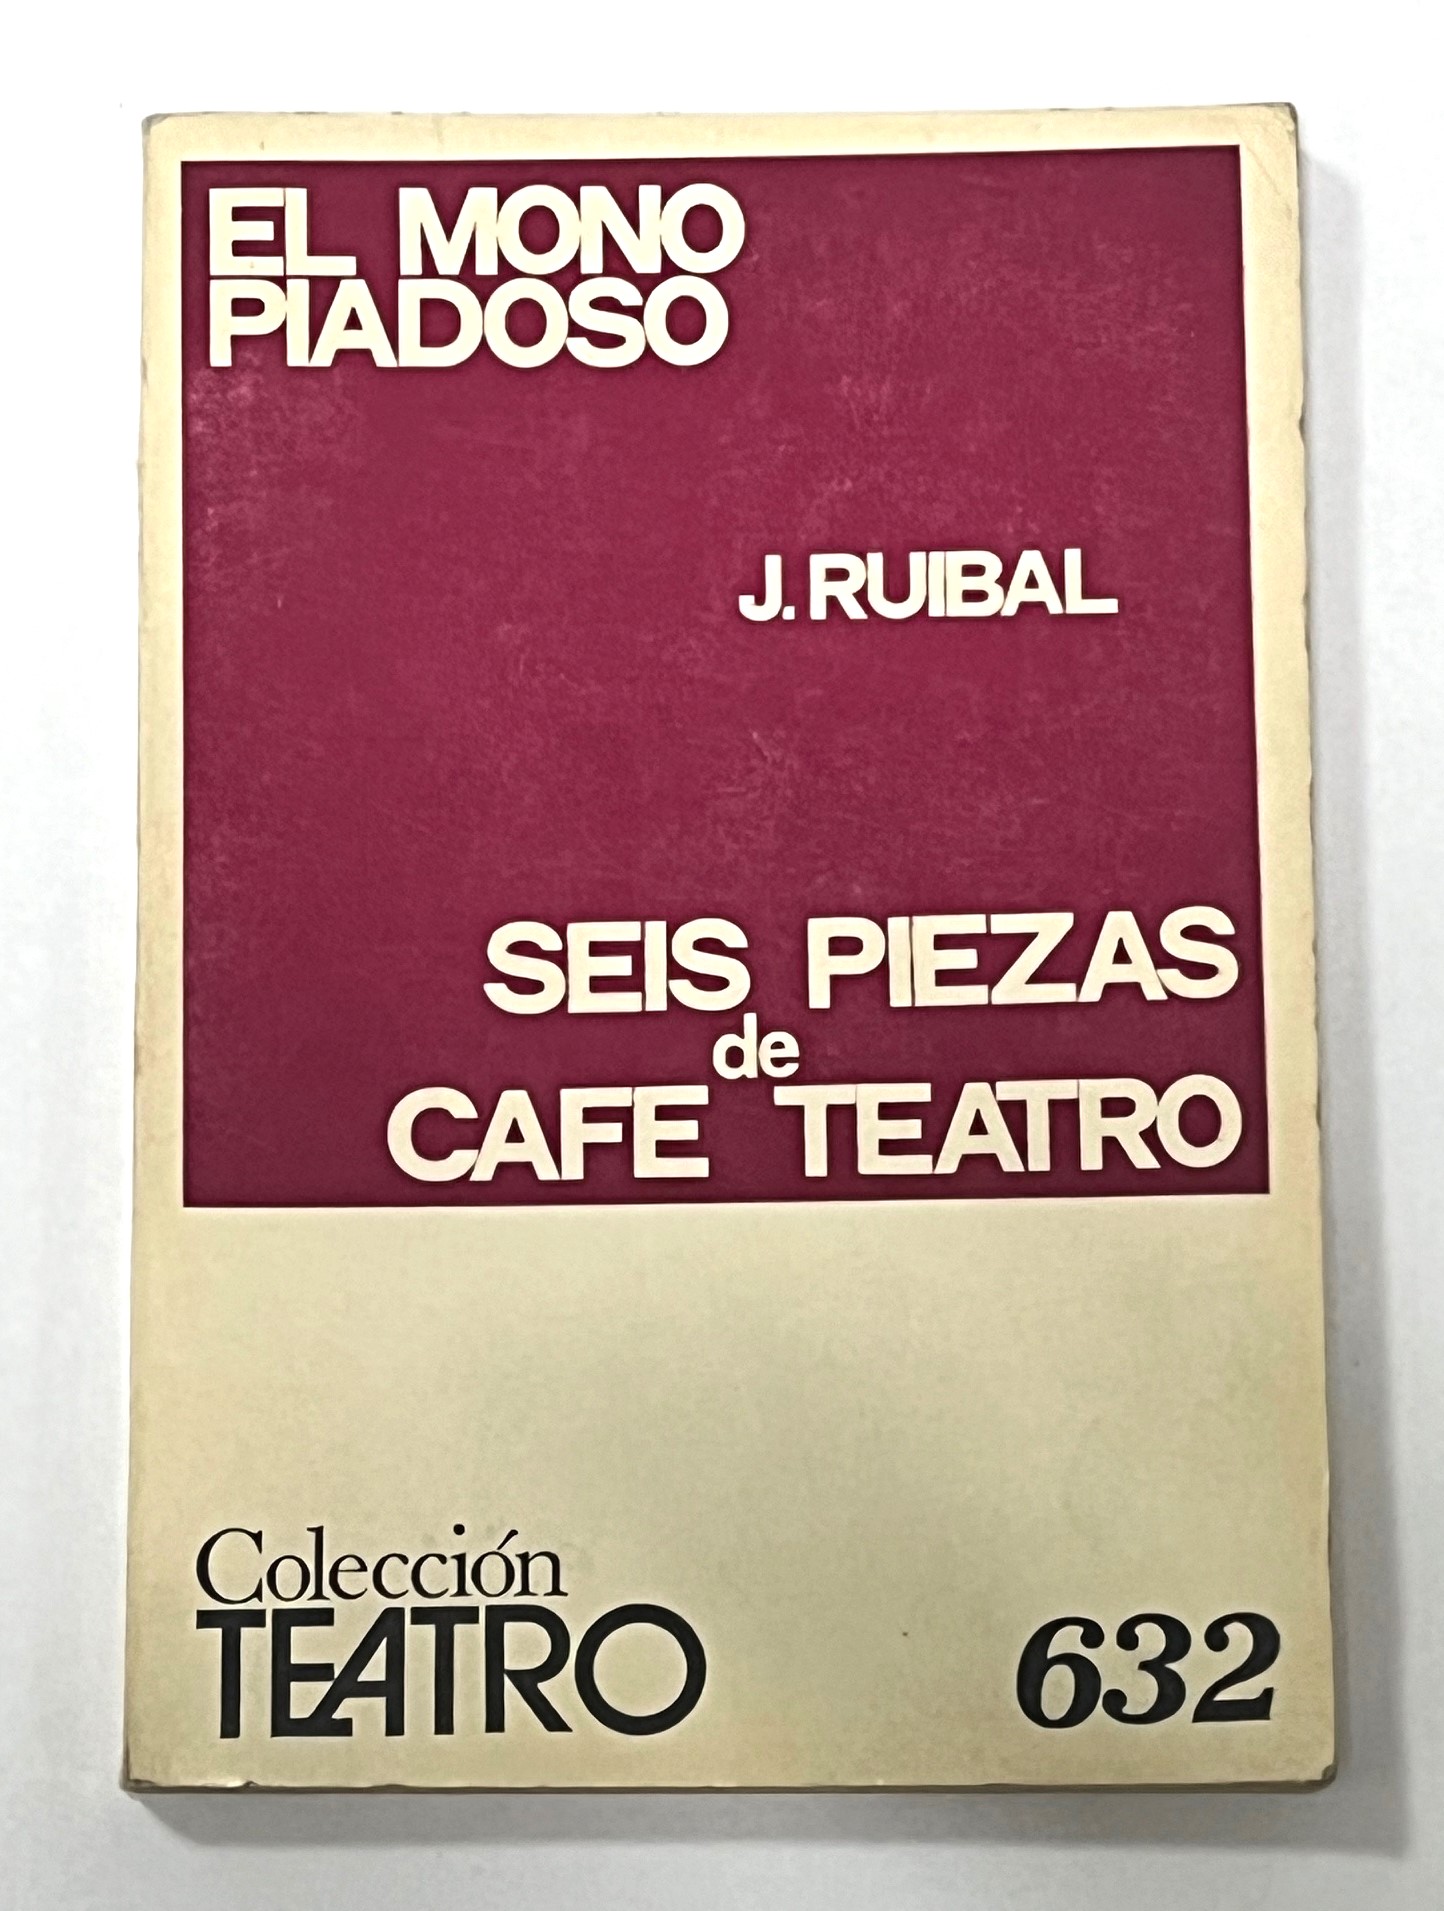 EL MONO
PIADOSO
J. RUIBAL
SEIS PIEZAS
de
CAFE TEATRO
Colección
TEATRO
632